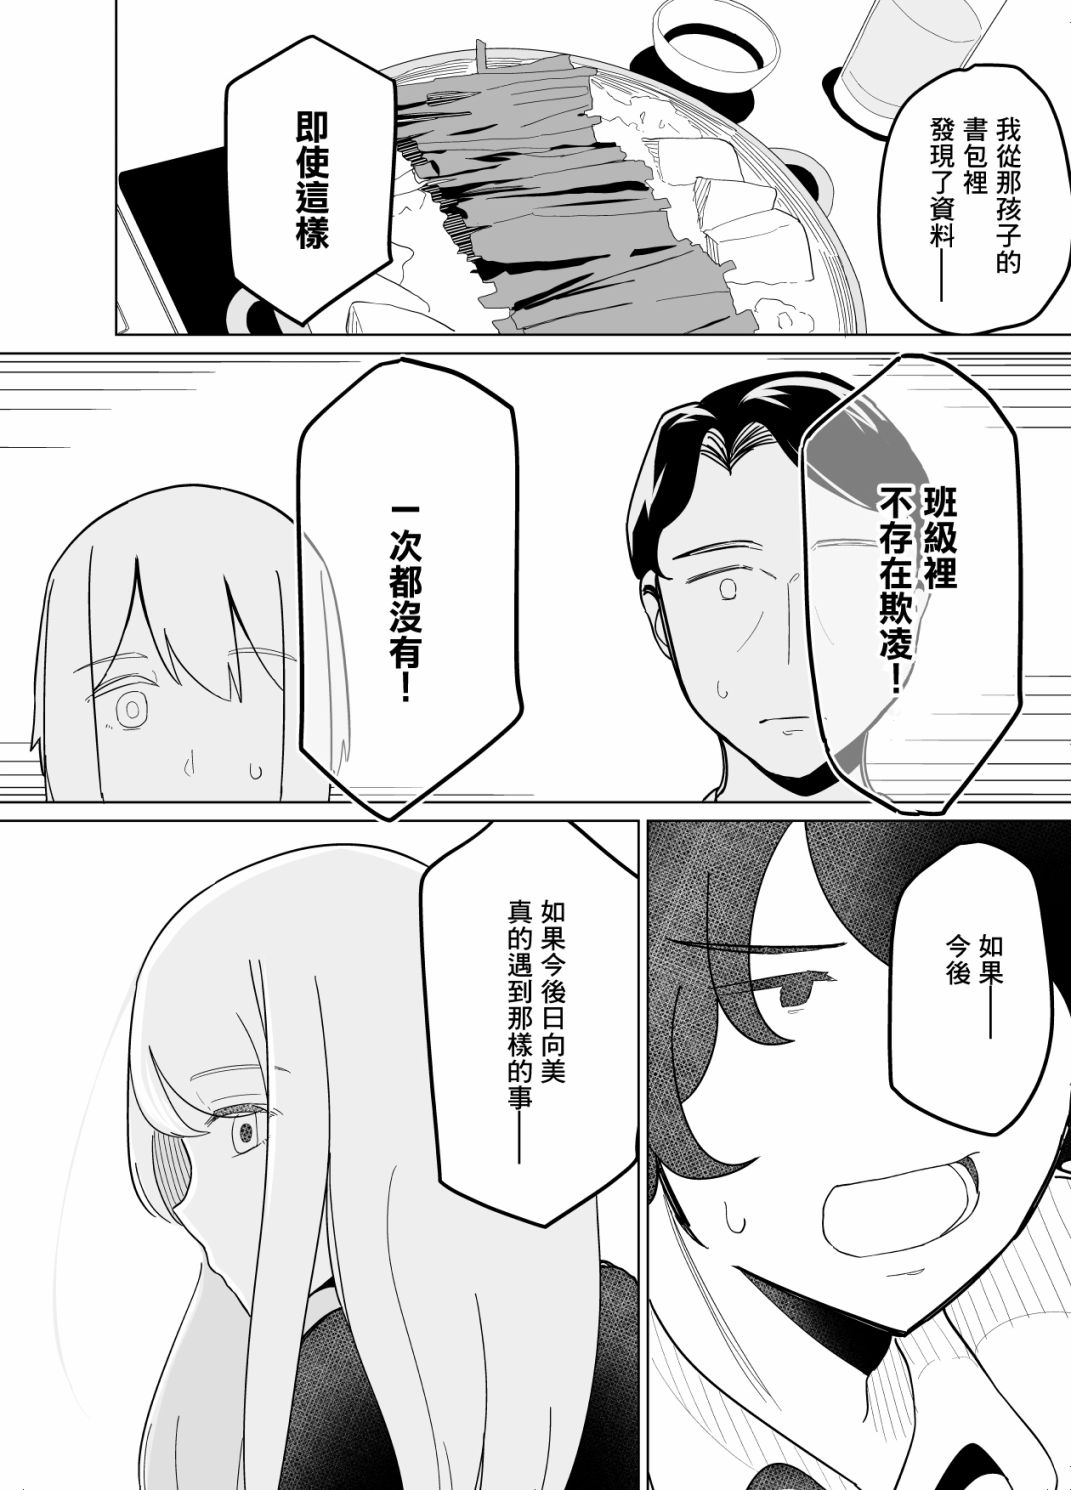 我從那孩子的
書包裡
發現了資料——
即使這樣
班級裡
不存在欺凌！
一次都沒有！
如果——
今後
如果今後日向美
真的遇到那樣的事——